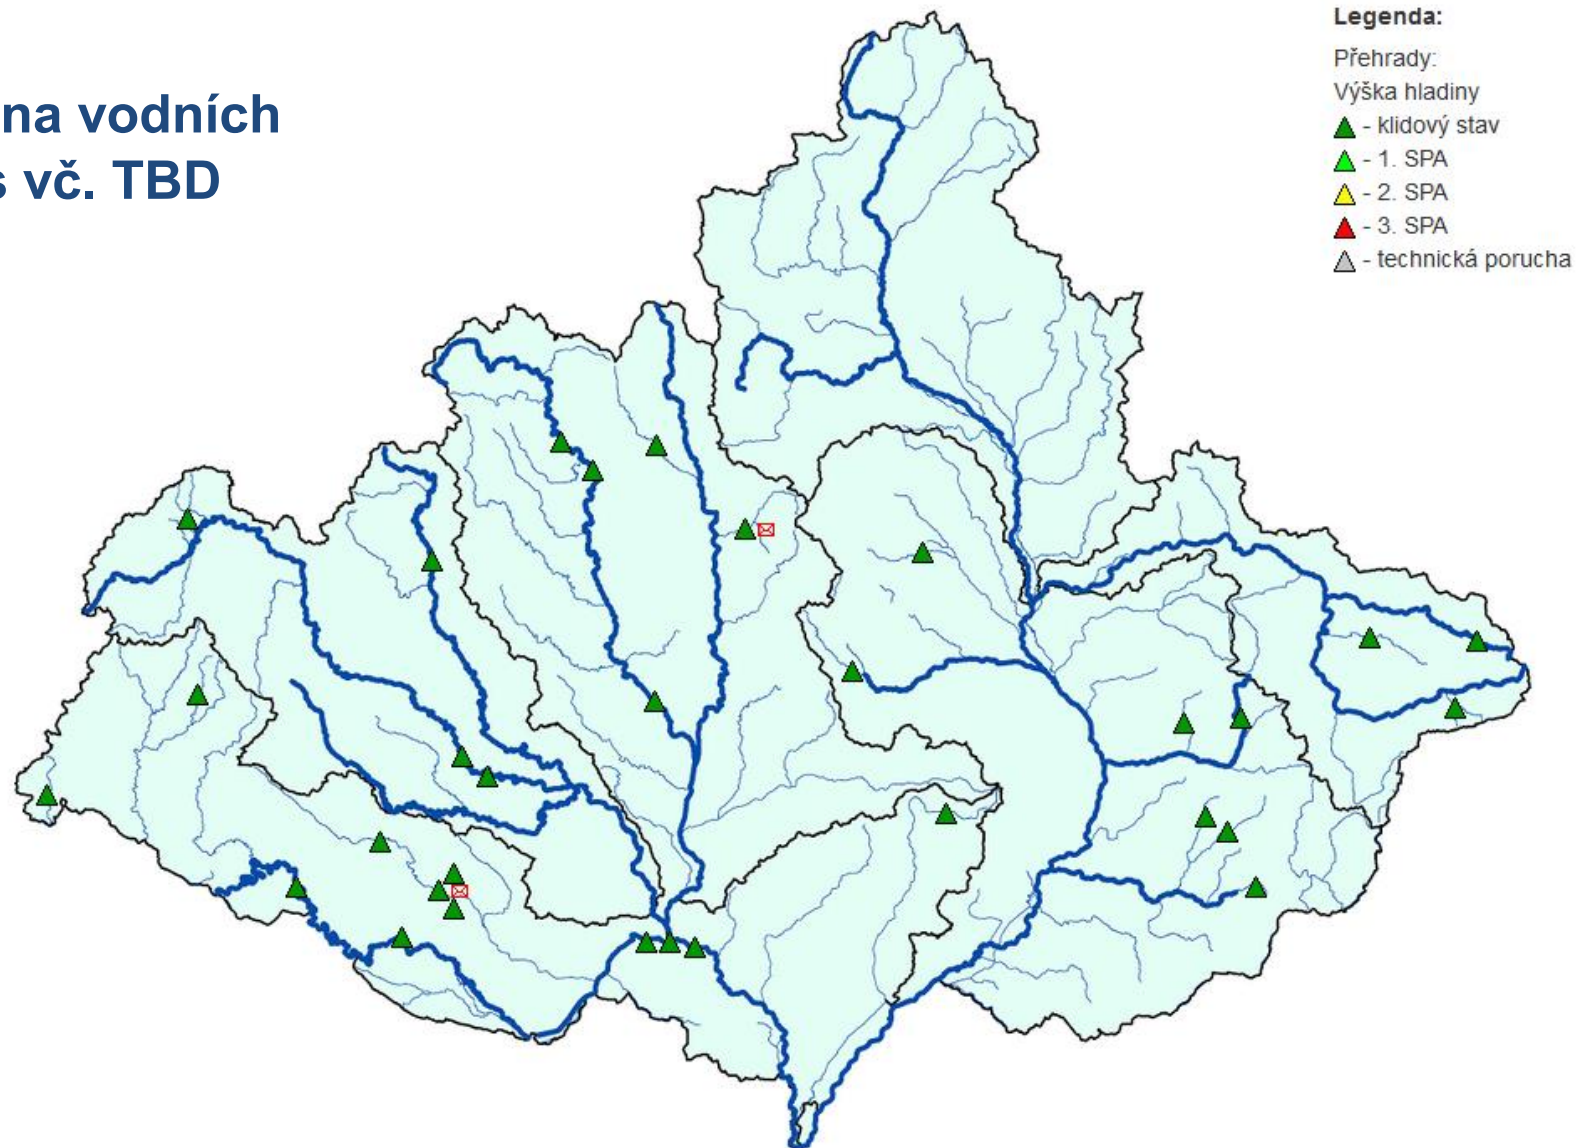 na vodních
s vč. TBD
Legenda:
Přehrady:
Výška hladiny
- klidový stav
- 1. SPA
- 2. SPA
- 3. SPA
- technická porucha